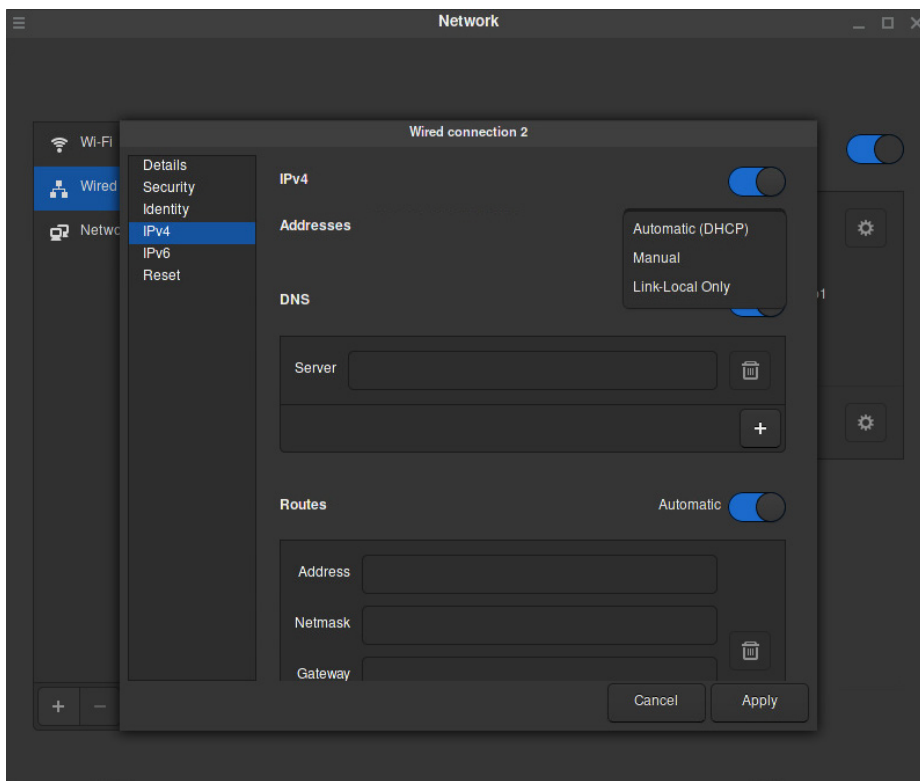 Network
Wi-Fi
Wired
Netwo
Wired connection 2
Details
Security
Identity
IPv4
IPv6
Reset
IPv4
Addresses
Automatic (DHCP)
Manual
Link-Local Only
DNS
Server
+
Routes
Automatic
Address
Netmask
Gateway
Cancel
Apply
+
−